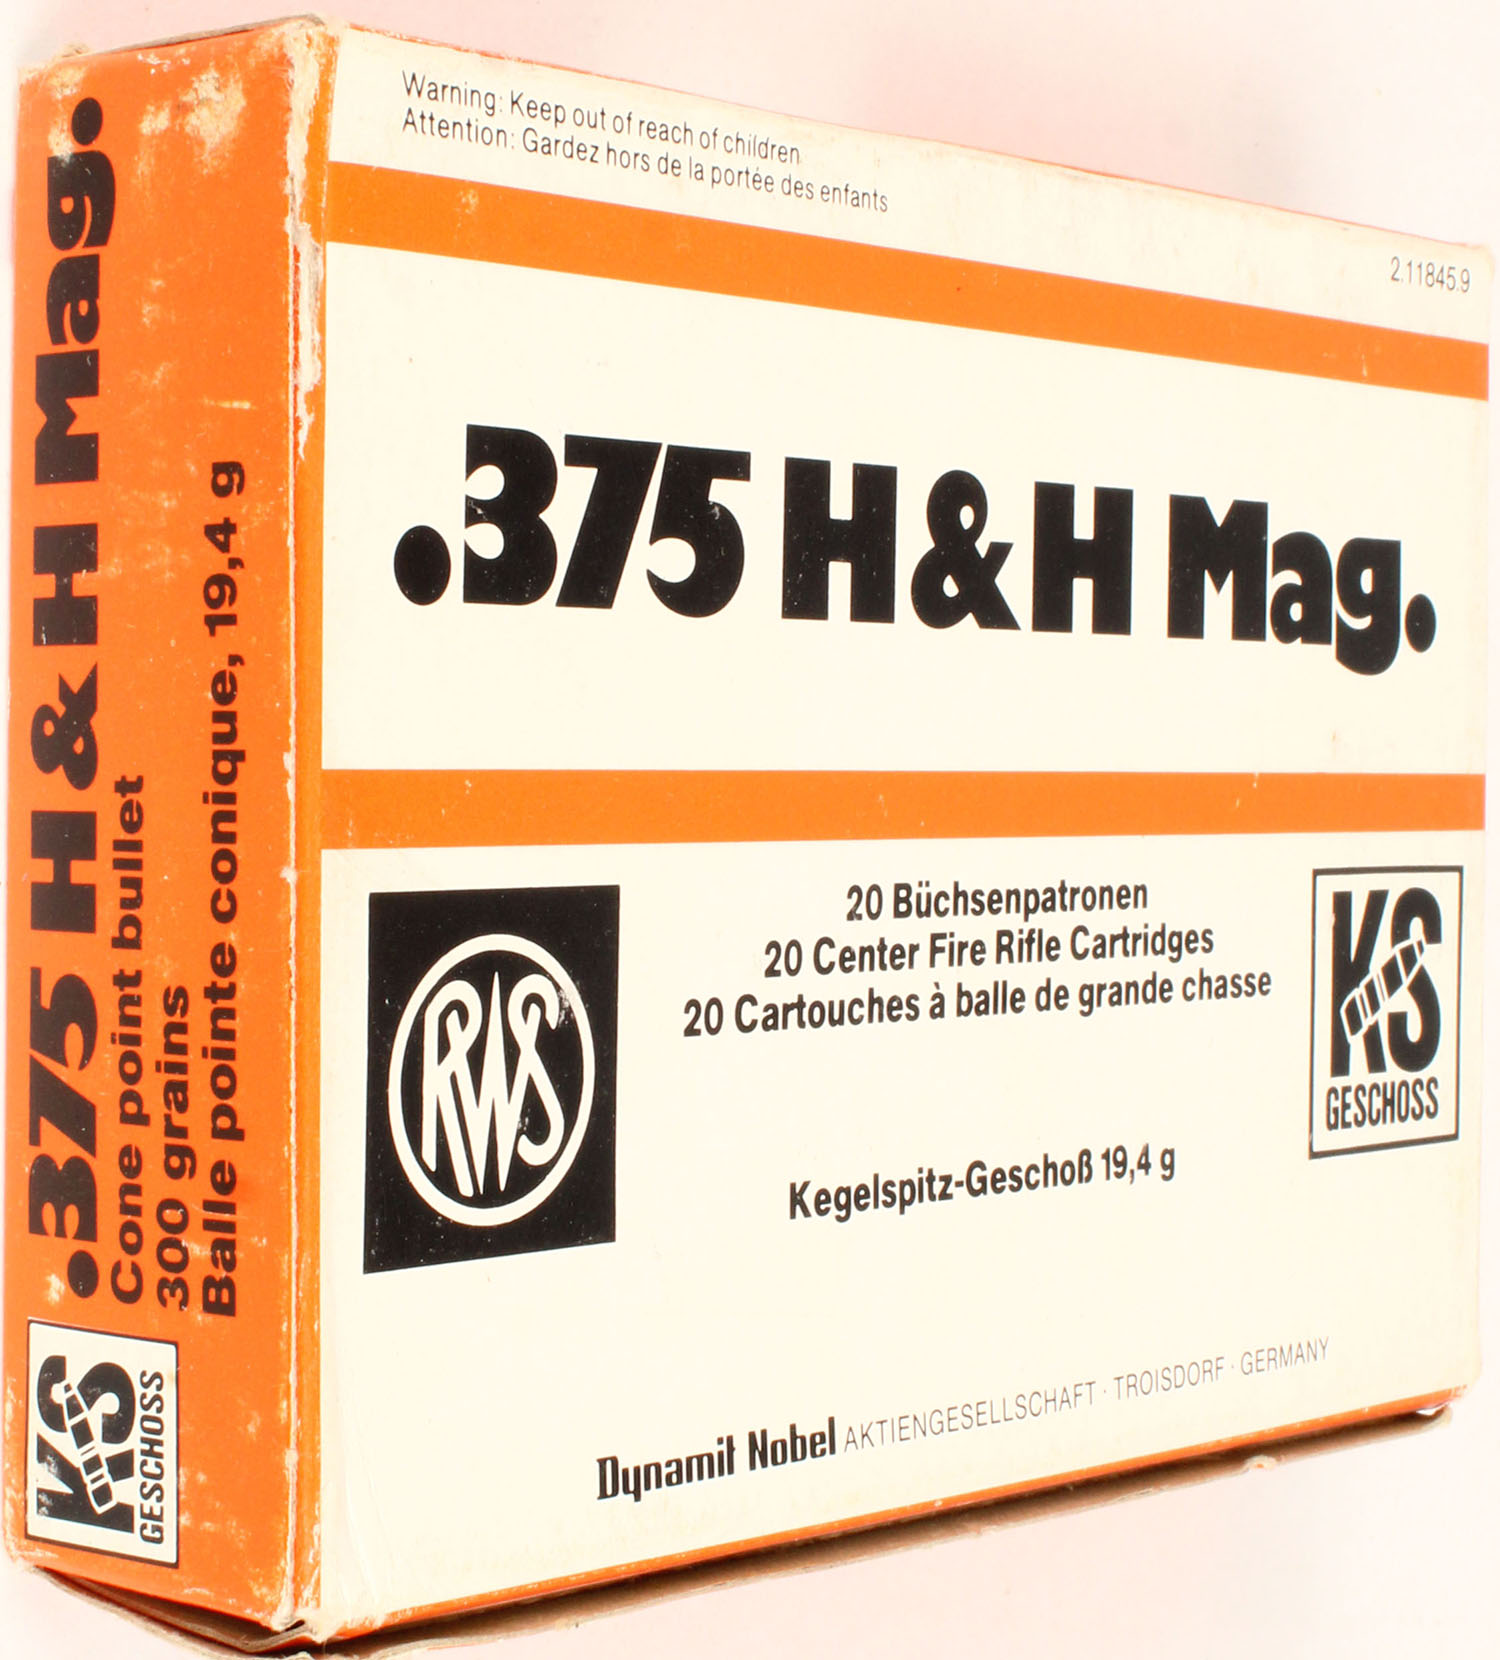 .375 H & H Mag.
Cone point bullet
300 grains
Balle pointe conique, 19,4 g
KS
GESCHOSS
Warning: Keep out of reach of children
Attention: Gardez hors de la portée des enfants
2.11845.9
.375 H & H Mag.
RWS
20 Büchsenpatronen
20 Center Fire Rifle Cartridges
20 Cartouches à balle de grande chasse
KS
GESCHOSS
Kegelspitz-Geschoß 19,4 g
Dynamit Nobel AKTIENGESELLSCHAFT · TROISDORF · GERMANY